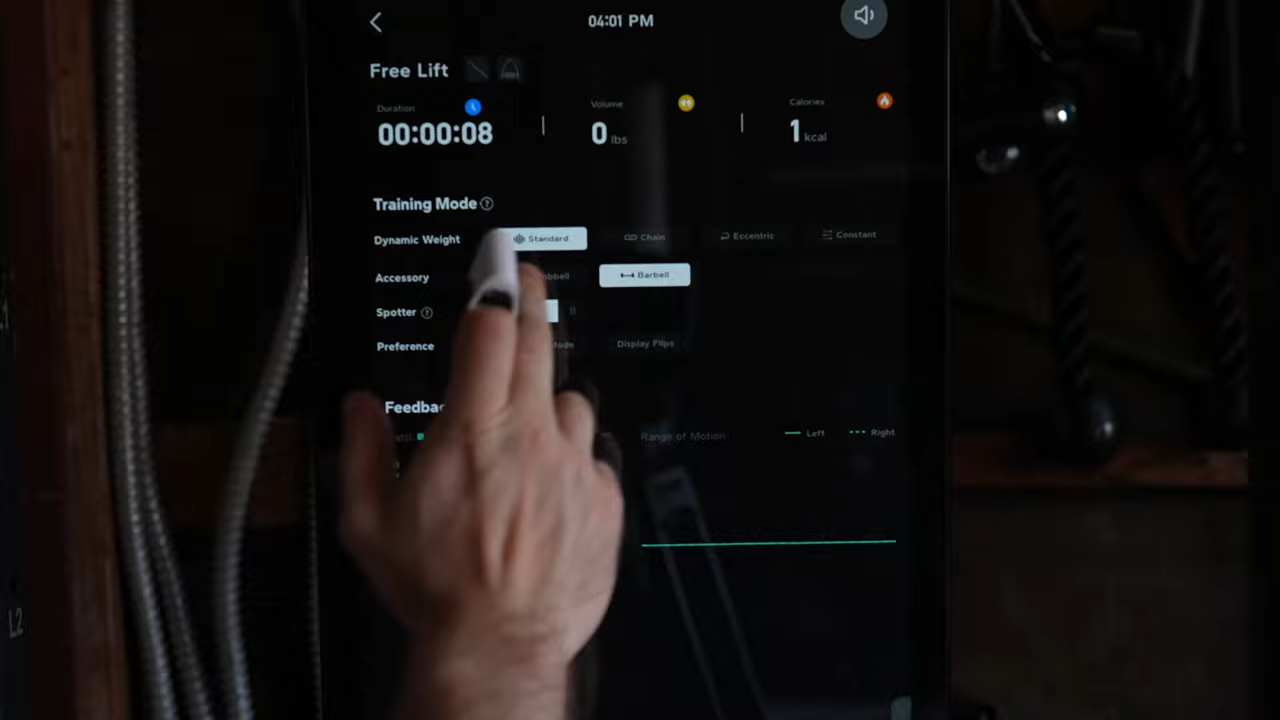 04:01 PM
Free Lift
Duration
Volume
Calories
00:00:08
0 lbs
1 kcal
Training Mode
Dynamic Weight
Standard
Chain
Eccentric
Constant
Accessory
Barbell
Spotter
Preference
Display Flips
Range of Motion
Left
Right
L2